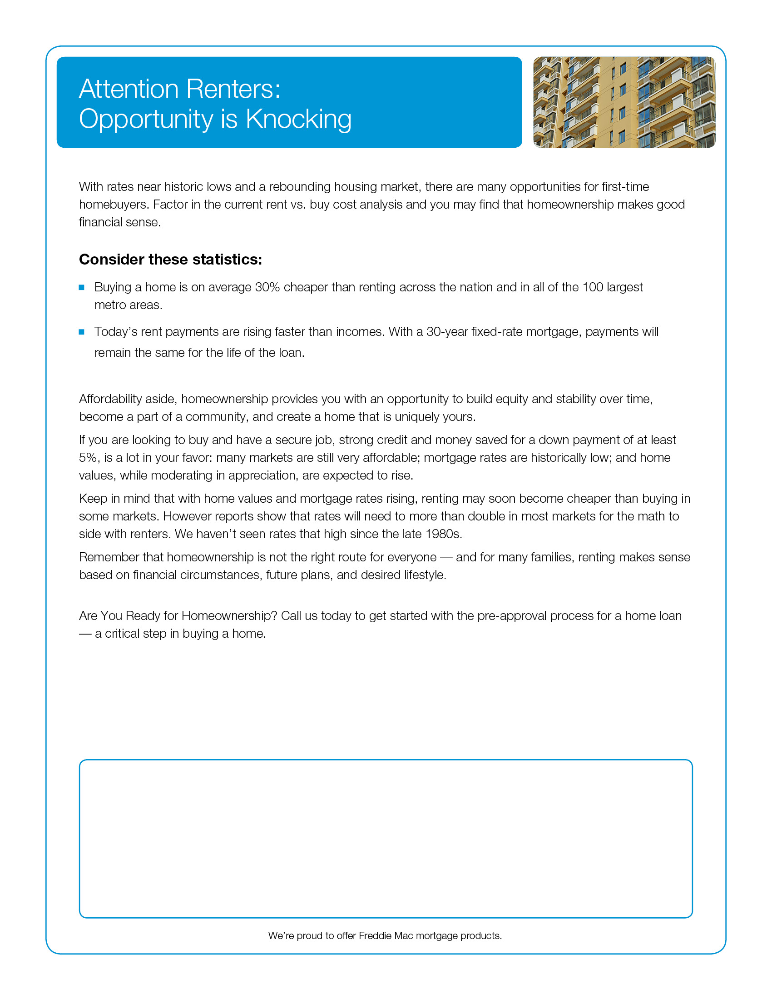 Attention Renters:
Opportunity is Knocking
With rates near historic lows and a rebounding housing market, there are many opportunities for first-time
homebuyers. Factor in the current rent vs. buy cost analysis and you may find that homeownership makes good
financial sense.
Consider these statistics:
Buying a home is on average 30% cheaper than renting across the nation and in all of the 100 largest
metro areas.
Today’s rent payments are rising faster than incomes. With a 30-year fixed-rate mortgage, payments will
remain the same for the life of the loan.
Affordability aside, homeownership provides you with an opportunity to build equity and stability over time,
become a part of a community, and create a home that is uniquely yours.
If you are looking to buy and have a secure job, strong credit and money saved for a down payment of at least
5%, is a lot in your favor: many markets are still very affordable; mortgage rates are historically low; and home
values, while moderating in appreciation, are expected to rise.
Keep in mind that with home values and mortgage rates rising, renting may soon become cheaper than buying in
some markets. However reports show that rates will need to more than double in most markets for the math to
side with renters. We haven’t seen rates that high since the late 1980s.
Remember that homeownership is not the right route for everyone — and for many families, renting makes sense
based on financial circumstances, future plans, and desired lifestyle.
Are You Ready for Homeownership? Call us today to get started with the pre-approval process for a home loan
— a critical step in buying a home.
We’re proud to offer Freddie Mac mortgage products.